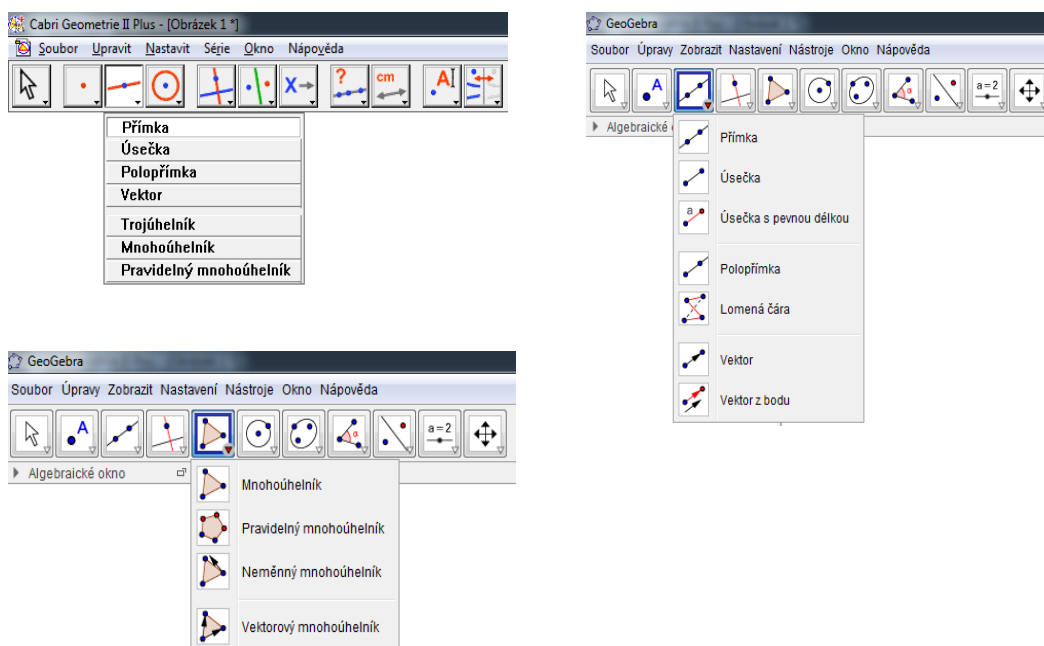 Cabri Geometrie II Plus - [Obrázek 1 *]
Soubor Upravit Nastavit Série Okno Nápověda
X
?
cm
A
Přímka
Úsečka
Polopřímka
Vektor
Trojúhelník
Mnohoúhelník
Pravidelný mnohoúhelník
GeoGebra
Soubor Úpravy Zobrazit Nastavení Nástroje Okno Nápověda
A
α
a=2
Algebraické
Přímka
Úsečka
a
Úsečka s pevnou délkou
Polopřímka
Lomená čára
Vektor
Vektor z bodu
GeoGebra
Soubor Úpravy Zobrazit Nastavení Nástroje Okno Nápověda
A
α
a=2
Algebraické okno
Mnohoúhelník
Pravidelný mnohoúhelník
Neměnný mnohoúhelník
Vektorový mnohoúhelník